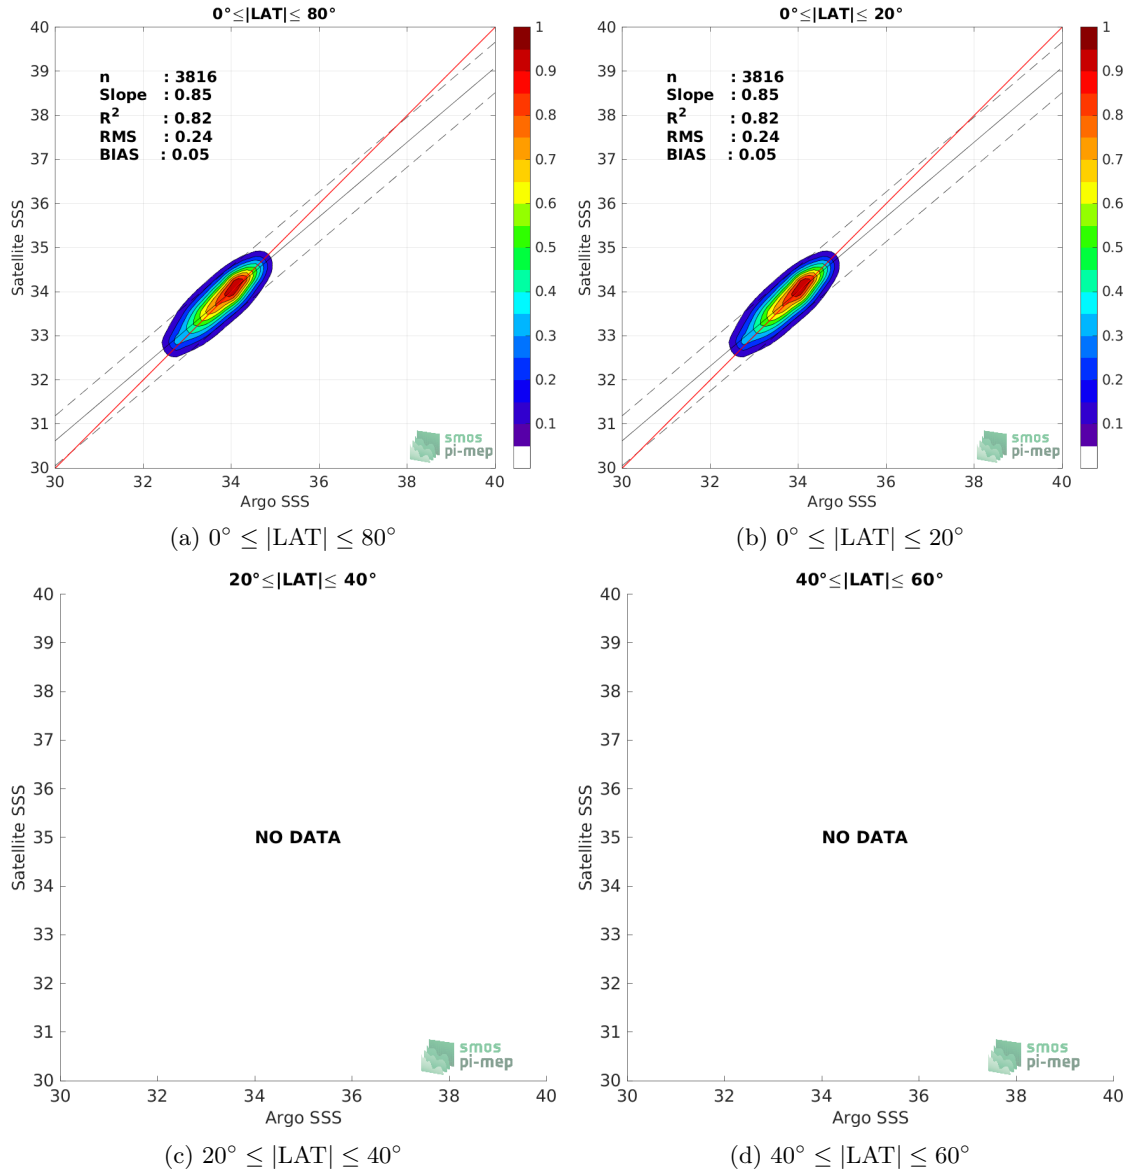 0°≤|LAT|≤ 80°
40
39
38
37
36
35
34
33
32
31
30
Satellite SSS
n : 3816
Slope : 0.85
R² : 0.82
RMS : 0.24
BIAS : 0.05
smos
pi-mep
30 32 34 36 38 40
Argo SSS
1
0.9
0.8
0.7
0.6
0.5
0.4
0.3
0.2
0.1
(a) 0° ≤ |LAT| ≤ 80°
0°≤|LAT|≤ 20°
40
39
38
37
36
35
34
33
32
31
30
Satellite SSS
n : 3816
Slope : 0.85
R² : 0.82
RMS : 0.24
BIAS : 0.05
smos
pi-mep
30 32 34 36 38 40
Argo SSS
1
0.9
0.8
0.7
0.6
0.5
0.4
0.3
0.2
0.1
(b) 0° ≤ |LAT| ≤ 20°
20°≤|LAT|≤ 40°
40
39
38
37
36
35
34
33
32
31
30
Satellite SSS
NO DATA
smos
pi-mep
30 32 34 36 38 40
Argo SSS
(c) 20° ≤ |LAT| ≤ 40°
40°≤|LAT|≤ 60°
40
39
38
37
36
35
34
33
32
31
30
Satellite SSS
NO DATA
smos
pi-mep
30 32 34 36 38 40
Argo SSS
(d) 40° ≤ |LAT| ≤ 60°